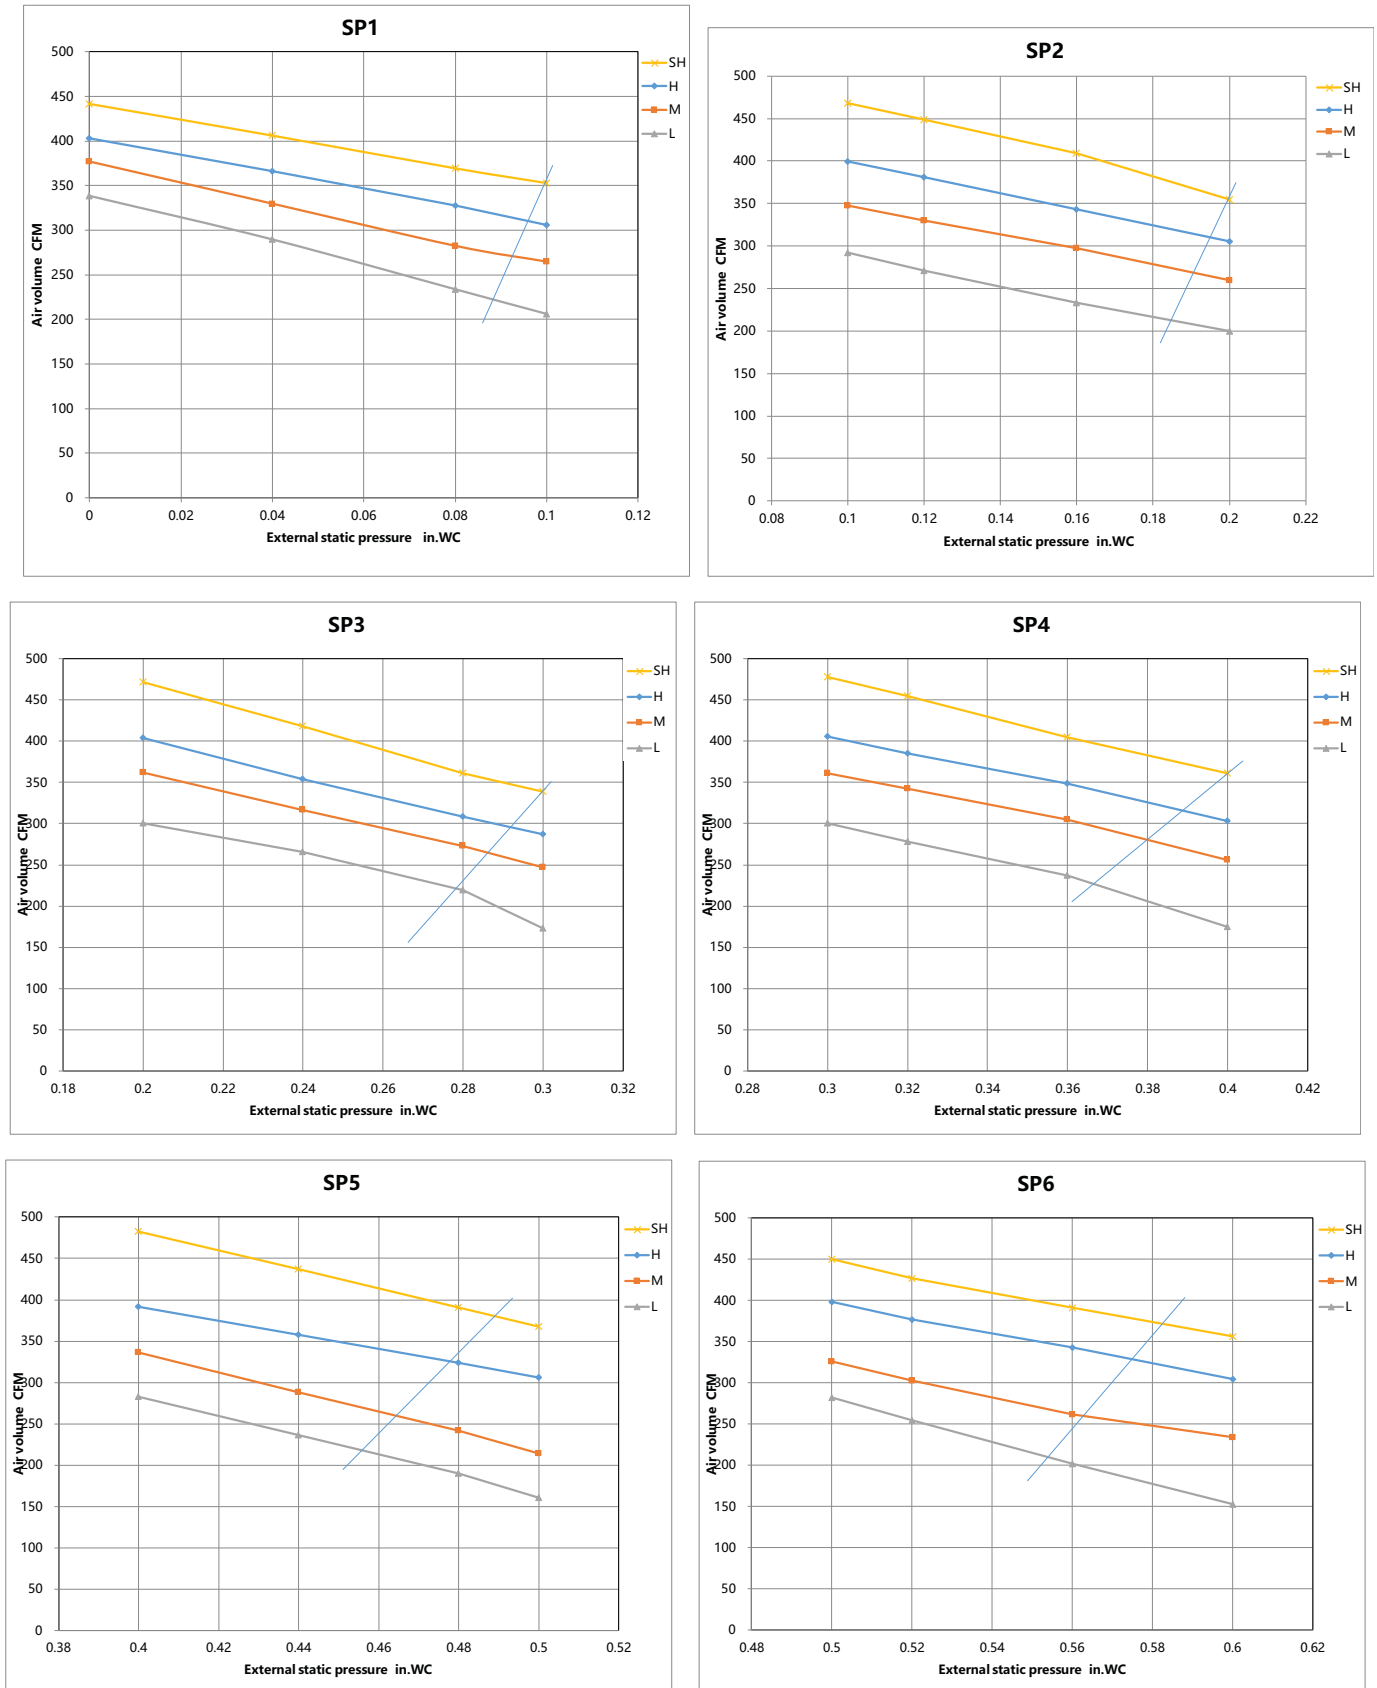 SP1
500
450
400
350
300
250
200
150
100
50
0
Air volume CFM
0 0.02 0.04 0.06 0.08 0.1 0.12
External static pressure in.WC
SH
H
M
L
SP2
500
450
400
350
300
250
200
150
100
50
0
Air volume CFM
0.08 0.1 0.12 0.14 0.16 0.18 0.2 0.22
External static pressure in.WC
SH
H
M
L
SP3
500
450
400
350
300
250
200
150
100
50
0
Air volume CFM
0.18 0.2 0.22 0.24 0.26 0.28 0.3 0.32
External static pressure in.WC
SH
H
M
L
SP4
500
450
400
350
300
250
200
150
100
50
0
Air volume CFM
0.28 0.3 0.32 0.34 0.36 0.38 0.4 0.42
External static pressure in.WC
SH
H
M
L
SP5
500
450
400
350
300
250
200
150
100
50
0
Air volume CFM
0.38 0.4 0.42 0.44 0.46 0.48 0.5 0.52
External static pressure in.WC
SH
H
M
L
SP6
500
450
400
350
300
250
200
150
100
50
0
Air volume CFM
0.48 0.5 0.52 0.54 0.56 0.58 0.6 0.62
External static pressure in.WC
SH
H
M
L